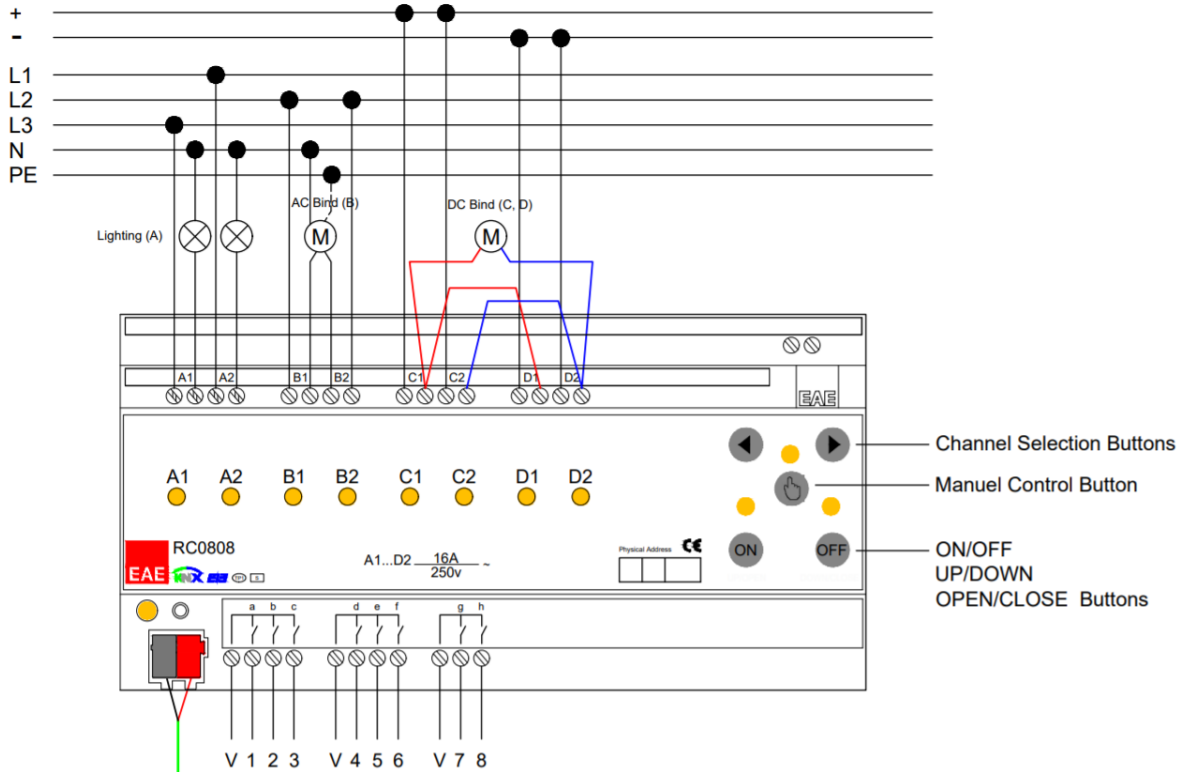 +
-
L1
L2
L3
N
PE
AC Bind (B)
DC Bind (C, D)
Lighting (A)
M
M
A1 A2 B1 B2 C1 C2 D1 D2
EAE
Channel Selection Buttons
A1 A2 B1 B2 C1 C2 D1 D2
Manuel Control Button
RC0808
EAE KNX EIB TP1 S
A1...D2 16A ~
250v
Physical Address CE
ON OFF
ON/OFF
UP/DOWN
OPEN/CLOSE Buttons
a b c d e f g h
V 1 2 3 V 4 5 6 V 7 8